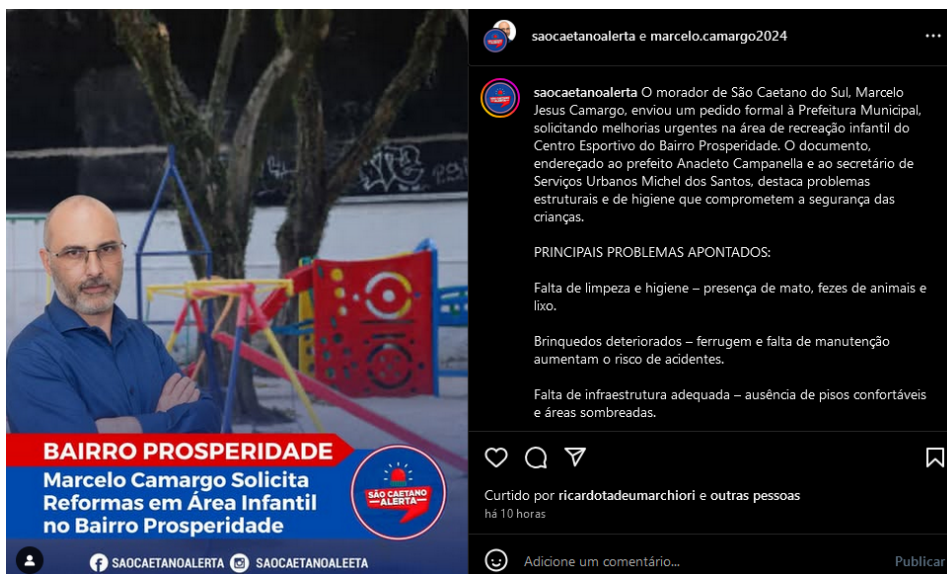 BAIRRO PROSPERIDADE
Marcelo Camargo Solicita
Reformas em Área Infantil
no Bairro Prosperidade
SÃO CAETANO
ALERTA
SAOCAETANOALERTA SAOCAETANOALEETA
saocaetanoalerta e marcelo.camargo2024
saocaetanoalerta O morador de São Caetano do Sul, Marcelo
Jesus Camargo, enviou um pedido formal à Prefeitura Municipal,
solicitando melhorias urgentes na área de recreação infantil do
Centro Esportivo do Bairro Prosperidade. O documento,
endereçado ao prefeito Anacleto Campanella e ao secretário de
Serviços Urbanos Michel dos Santos, destaca problemas
estruturais e de higiene que comprometem a segurança das
crianças.
PRINCIPAIS PROBLEMAS APONTADOS:
Falta de limpeza e higiene – presença de mato, fezes de animais e
lixo.
Brinquedos deteriorados – ferrugem e falta de manutenção
aumentam o risco de acidentes.
Falta de infraestrutura adequada – ausência de pisos confortáveis
e áreas sombreadas.
Curtido por ricardotadeumarchiori e outras pessoas
há 10 horas
Adicione um comentário... Publicar